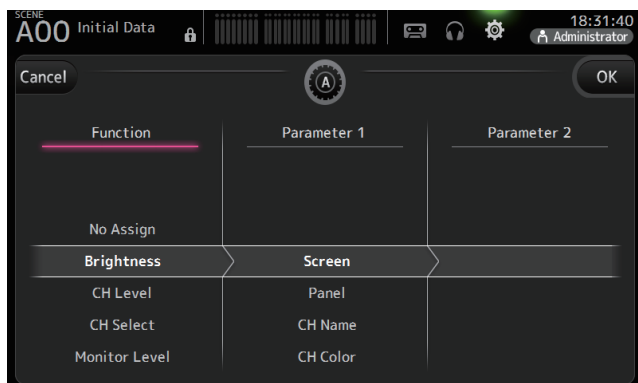 SCENE
A00 Initial Data
18:31:40
Administrator
Cancel
A
OK
Function Parameter 1 Parameter 2
No Assign
Brightness Screen
CH Level Panel
CH Select CH Name
Monitor Level CH Color